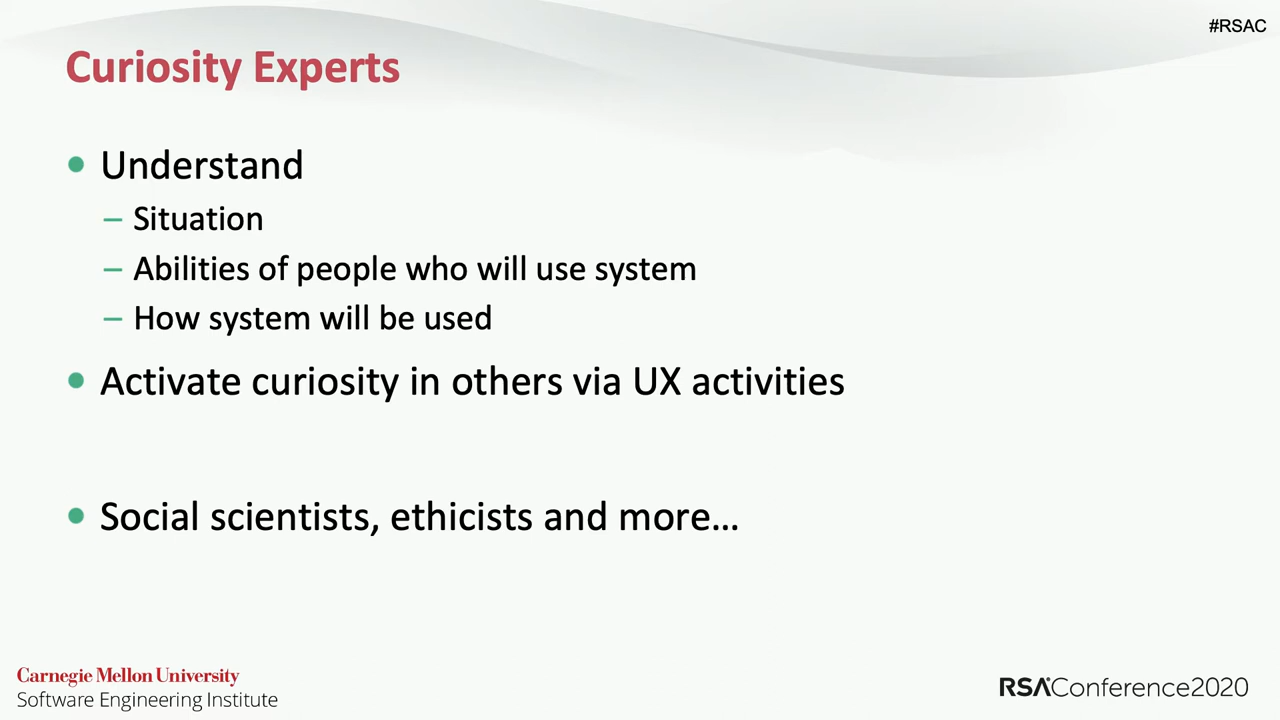 #RSAC
Curiosity Experts
• Understand
– Situation
– Abilities of people who will use system
– How system will be used
• Activate curiosity in others via UX activities
• Social scientists, ethicists and more…
Carnegie Mellon University
Software Engineering Institute
RSAConference2020